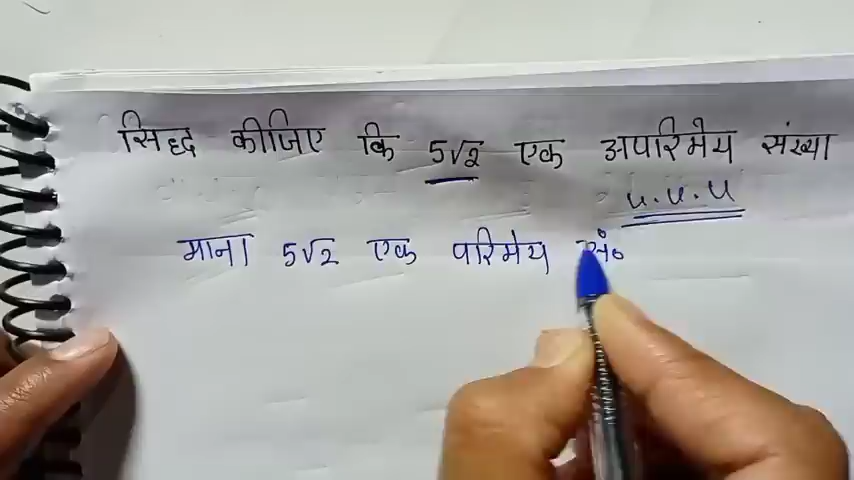 सिद्ध कीजिए कि 5√2 एक अपरिमेय संख्या
माना 5√2 एक परिमेय सं०